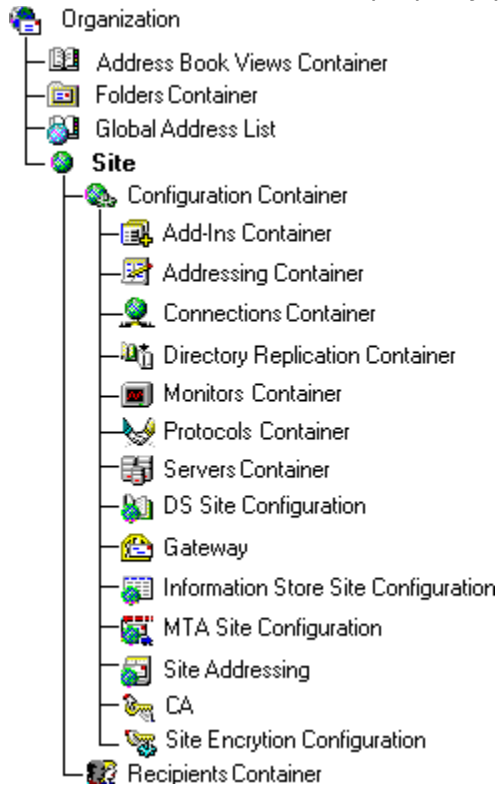 Organization
Address Book Views Container
Folders Container
Global Address List
Site
Configuration Container
Add-Ins Container
Addressing Container
Connections Container
Directory Replication Container
Monitors Container
Protocols Container
Servers Container
DS Site Configuration
Gateway
Information Store Site Configuration
MTA Site Configuration
Site Addressing
CA
Site Encrytion Configuration
Recipients Container